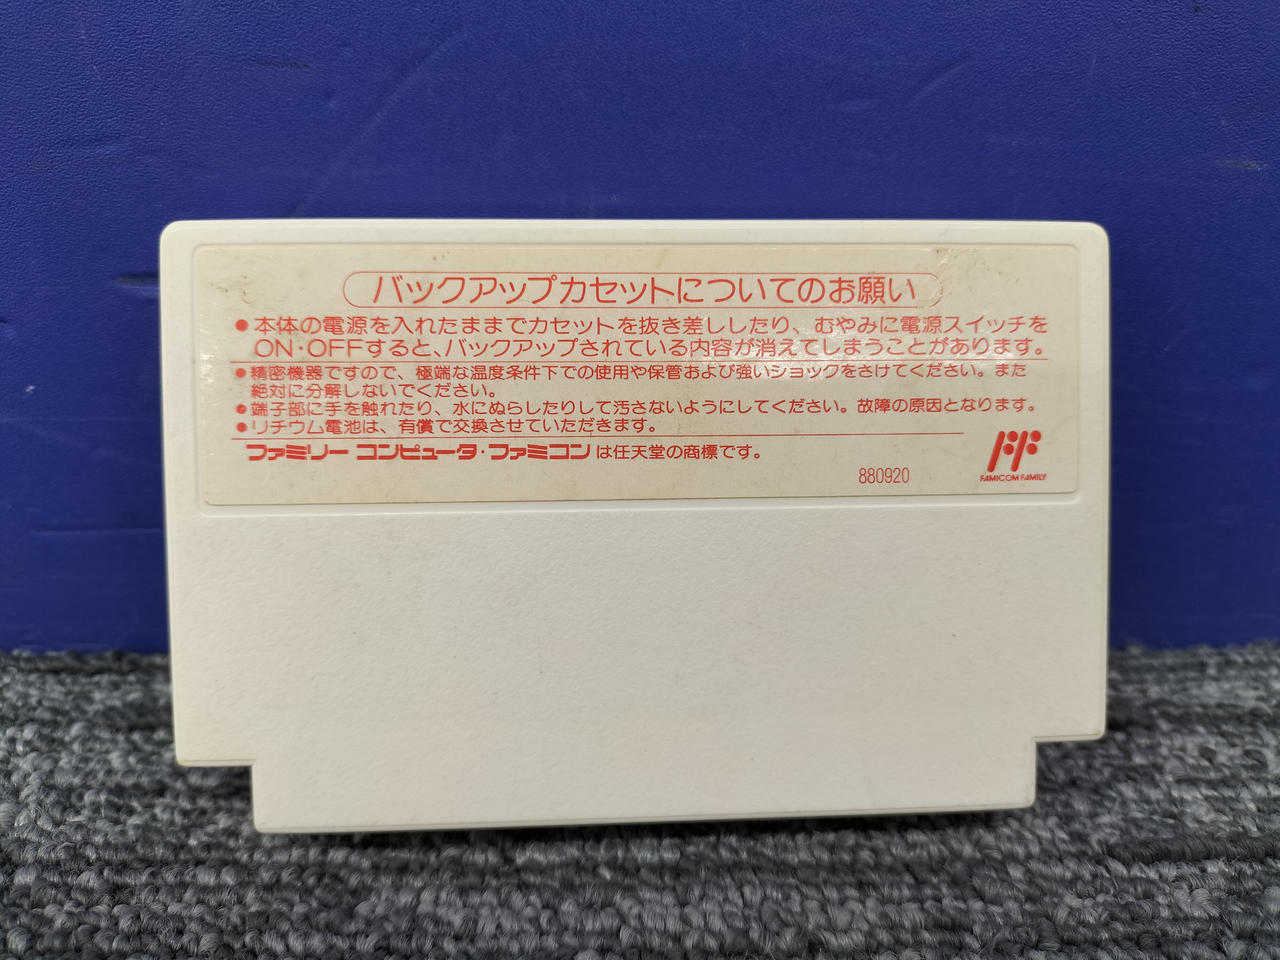 バックアップカセットについてのお願い
●本体の電源を入れたままでカセットを抜き差ししたり、むやみに電源スイッチを
ON・OFFすると、バックアップされている内容が消えてしまうことがあります。
●精密機器ですので、極端な温度条件下での使用や保管および強いショックをさけてください。また
絶対に分解しないでください。
●端子部に手を触れたり、水にぬらしたりして汚さないようにしてください。故障の原因となります。
●リチウム電池は、有償で交換させていただきます。
ファミリー コンピュータ・ファミコンは任天堂の商標です。
880920
FAMICOM FAMILY